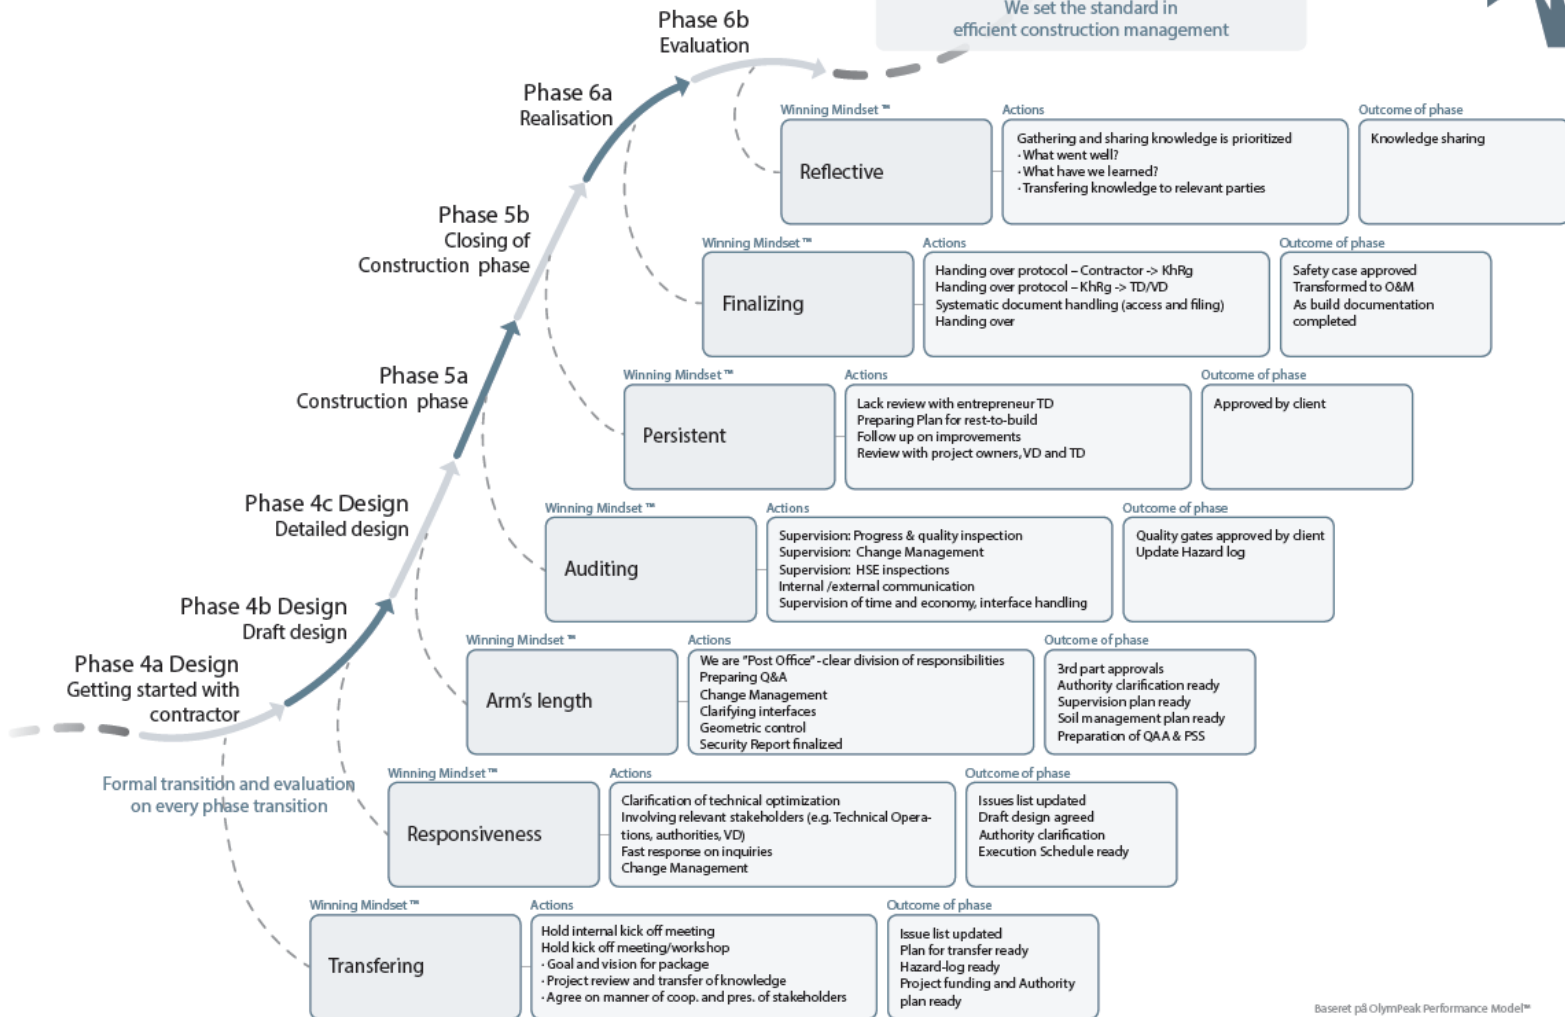 We set the standard in
efficient construction management
Phase 6b
Evaluation
Winning Mindset ™
Actions
Outcome of phase
Reflective
Gathering and sharing knowledge is prioritized
· What went well?
· What have we learned?
· Transfering knowledge to relevant parties
Knowledge sharing
Phase 6a
Realisation
Winning Mindset ™
Actions
Outcome of phase
Finalizing
Handing over protocol – Contractor -> KhRg
Handing over protocol – KhRg -> TD/VD
Systematic document handling (access and filing)
Handing over
Safety case approved
Transformed to O&M
As build documentation
completed
Phase 5b
Closing of
Construction phase
Winning Mindset ™
Actions
Outcome of phase
Persistent
Lack review with entrepreneur TD
Preparing Plan for rest-to-build
Follow up on improvements
Review with project owners, VD and TD
Approved by client
Phase 5a
Construction phase
Winning Mindset ™
Actions
Outcome of phase
Auditing
Supervision: Progress & quality inspection
Supervision: Change Management
Supervision: HSE inspections
Internal /external communication
Supervision of time and economy, interface handling
Quality gates approved by client
Update Hazard log
Phase 4c Design
Detailed design
Winning Mindset ™
Actions
Outcome of phase
Arm's length
We are "Post Office" - clear division of responsibilities
Preparing Q&A
Change Management
Clarifying interfaces
Geometric control
Security Report finalized
3rd part approvals
Authority clarification ready
Supervision plan ready
Soil management plan ready
Preparation of QAA & PSS
Phase 4b Design
Draft design
Winning Mindset ™
Actions
Outcome of phase
Responsiveness
Clarification of technical optimization
Involving relevant stakeholders (e.g. Technical Opera-
tions, authorities, VD)
Fast response on inquiries
Change Management
Issues list updated
Draft design agreed
Authority clarification
Execution Schedule ready
Phase 4a Design
Getting started with
contractor
Formal transition and evaluation
on every phase transition
Winning Mindset ™
Actions
Outcome of phase
Transfering
Hold internal kick off meeting
Hold kick off meeting/workshop
· Goal and vision for package
· Project review and transfer of knowledge
· Agree on manner of coop. and pres. of stakeholders
Issue list updated
Plan for transfer ready
Hazard-log ready
Project funding and Authority
plan ready
Baseret på OlymPeak Performance Model™